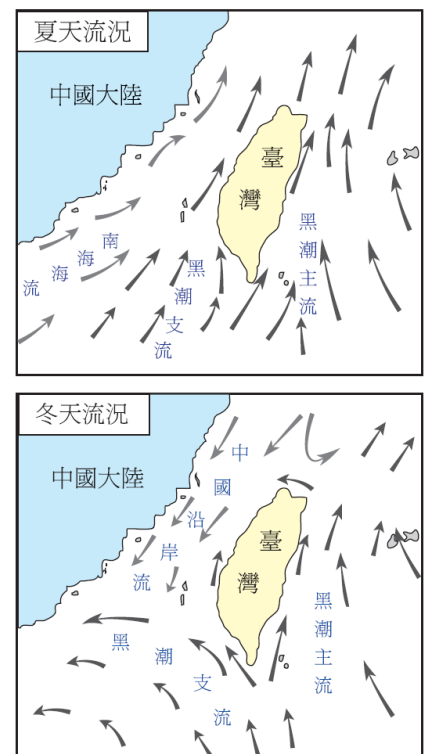 夏天流況
中國大陸
臺灣
南海海流
黑潮支流
黑潮主流
冬天流況
中國大陸
中國沿岸流
臺灣
黑潮支流
黑潮主流